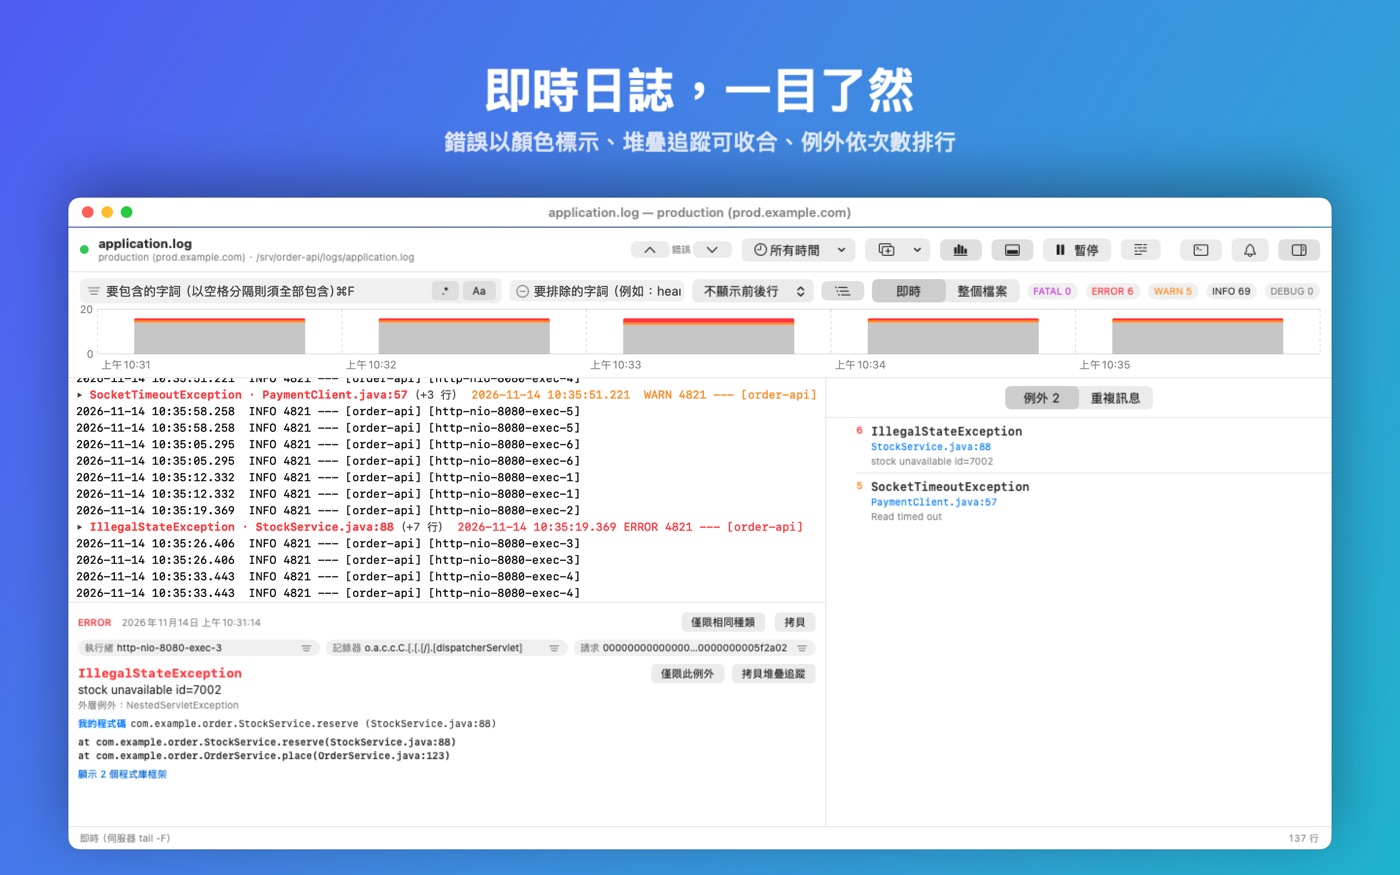 即時日誌，一目了然
錯誤以顏色標示、堆疊追蹤可收合、例外依次數排行
application.log — production (prod.example.com)
application.log
production (prod.example.com) · /srv/order-api/logs/application.log
錯誤
所有時間
暫停
要包含的字詞 (以空格分隔則須全部包含)⌘F
.*
Aa
要排除的字詞 (例如：hear
不顯示前後行
即時
整個檔案
FATAL 0
ERROR 6
WARN 5
INFO 69
DEBUG 0
20
0
上午10:31
上午10:32
上午10:33
上午10:34
上午10:35
2026-11-14 10:35:51.221 INFO 4821 --- [order-api] [http-nio-8080-exec-4]
▸ SocketTimeoutException · PaymentClient.java:57 (+3 行) 2026-11-14 10:35:51.221 WARN 4821 --- [order-api]
2026-11-14 10:35:58.258 INFO 4821 --- [order-api] [http-nio-8080-exec-5]
2026-11-14 10:35:58.258 INFO 4821 --- [order-api] [http-nio-8080-exec-5]
2026-11-14 10:35:05.295 INFO 4821 --- [order-api] [http-nio-8080-exec-6]
2026-11-14 10:35:05.295 INFO 4821 --- [order-api] [http-nio-8080-exec-6]
2026-11-14 10:35:12.332 INFO 4821 --- [order-api] [http-nio-8080-exec-1]
2026-11-14 10:35:12.332 INFO 4821 --- [order-api] [http-nio-8080-exec-1]
2026-11-14 10:35:19.369 INFO 4821 --- [order-api] [http-nio-8080-exec-2]
▸ IllegalStateException · StockService.java:88 (+7 行) 2026-11-14 10:35:19.369 ERROR 4821 --- [order-api]
2026-11-14 10:35:26.406 INFO 4821 --- [order-api] [http-nio-8080-exec-3]
2026-11-14 10:35:26.406 INFO 4821 --- [order-api] [http-nio-8080-exec-3]
2026-11-14 10:35:33.443 INFO 4821 --- [order-api] [http-nio-8080-exec-4]
2026-11-14 10:35:33.443 INFO 4821 --- [order-api] [http-nio-8080-exec-4]
例外 2
重複訊息
6 IllegalStateException
StockService.java:88
stock unavailable id=7002
5 SocketTimeoutException
PaymentClient.java:57
Read timed out
ERROR 2026年11月14日 上午10:31:14
僅限相同種類
拷貝
執行緒 http-nio-8080-exec-3
記錄器 o.a.c.c.C.[.[.[/].[dispatcherServlet]
請求 00000000000000...0000000005f2a02
IllegalStateException
僅限此例外
拷貝堆疊追蹤
stock unavailable id=7002
外層例外：NestedServletException
我的程式碼 com.example.order.StockService.reserve (StockService.java:88)
at com.example.order.StockService.reserve(StockService.java:88)
at com.example.order.OrderService.place(OrderService.java:123)
顯示 2 個程式庫框架
即時 (伺服器 tail -F)
137 行